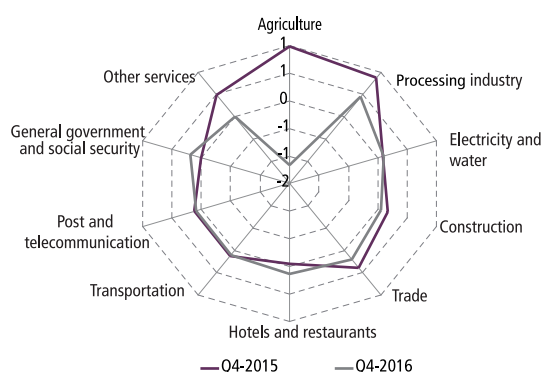 Agriculture
1
1
0
-1
-1
-2
Processing industry
Electricity and
water
Construction
Trade
Hotels and restaurants
Transportation
Post and
telecommunication
General government
and social security
Other services
Q4-2015
Q4-2016